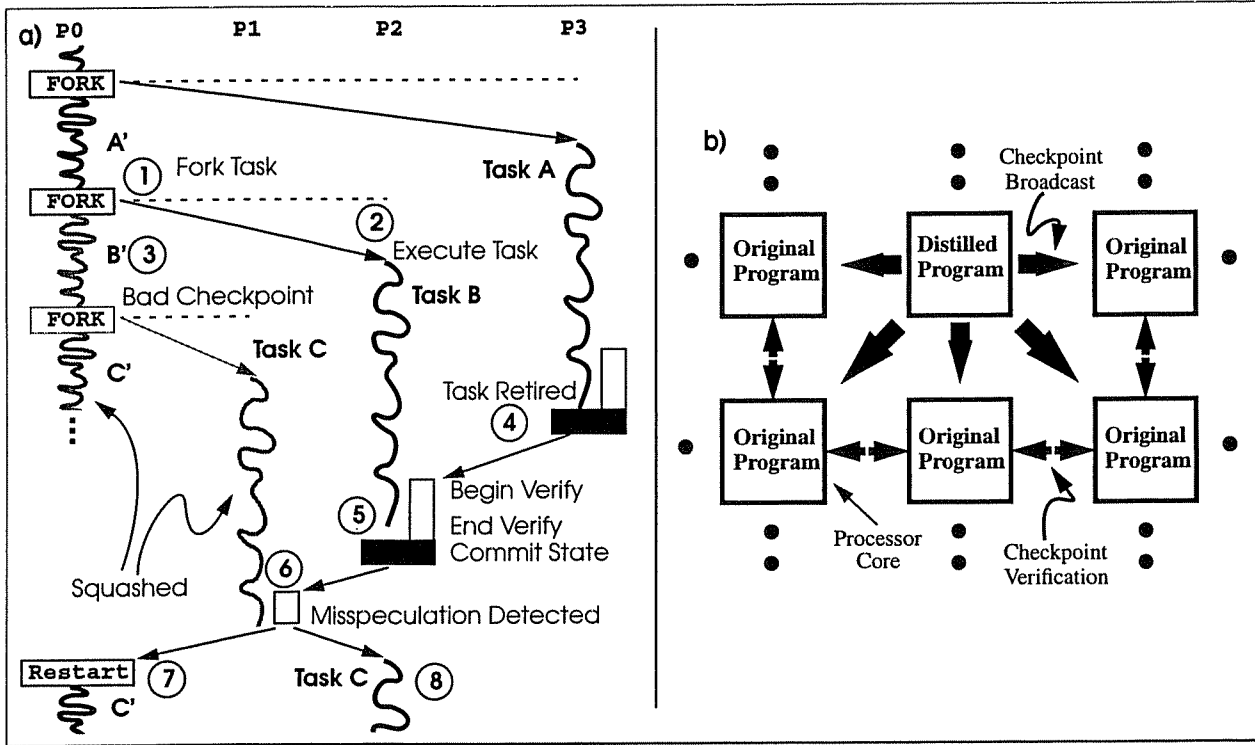 a)
P0 P1 P2 P3
FORK
A'
Task A
1 Fork Task
FORK
2
B' 3
Execute Task
Task B
Bad Checkpoint
FORK
Task C
C'
Task Retired
4
Begin Verify
5
End Verify
Commit State
6
Squashed
Misspeculation Detected
Restart
7
Task C
8
C'
b)
Checkpoint
Broadcast
Original
Program
Distilled
Program
Original
Program
Original
Program
Original
Program
Original
Program
Processor
Core
Checkpoint
Verification